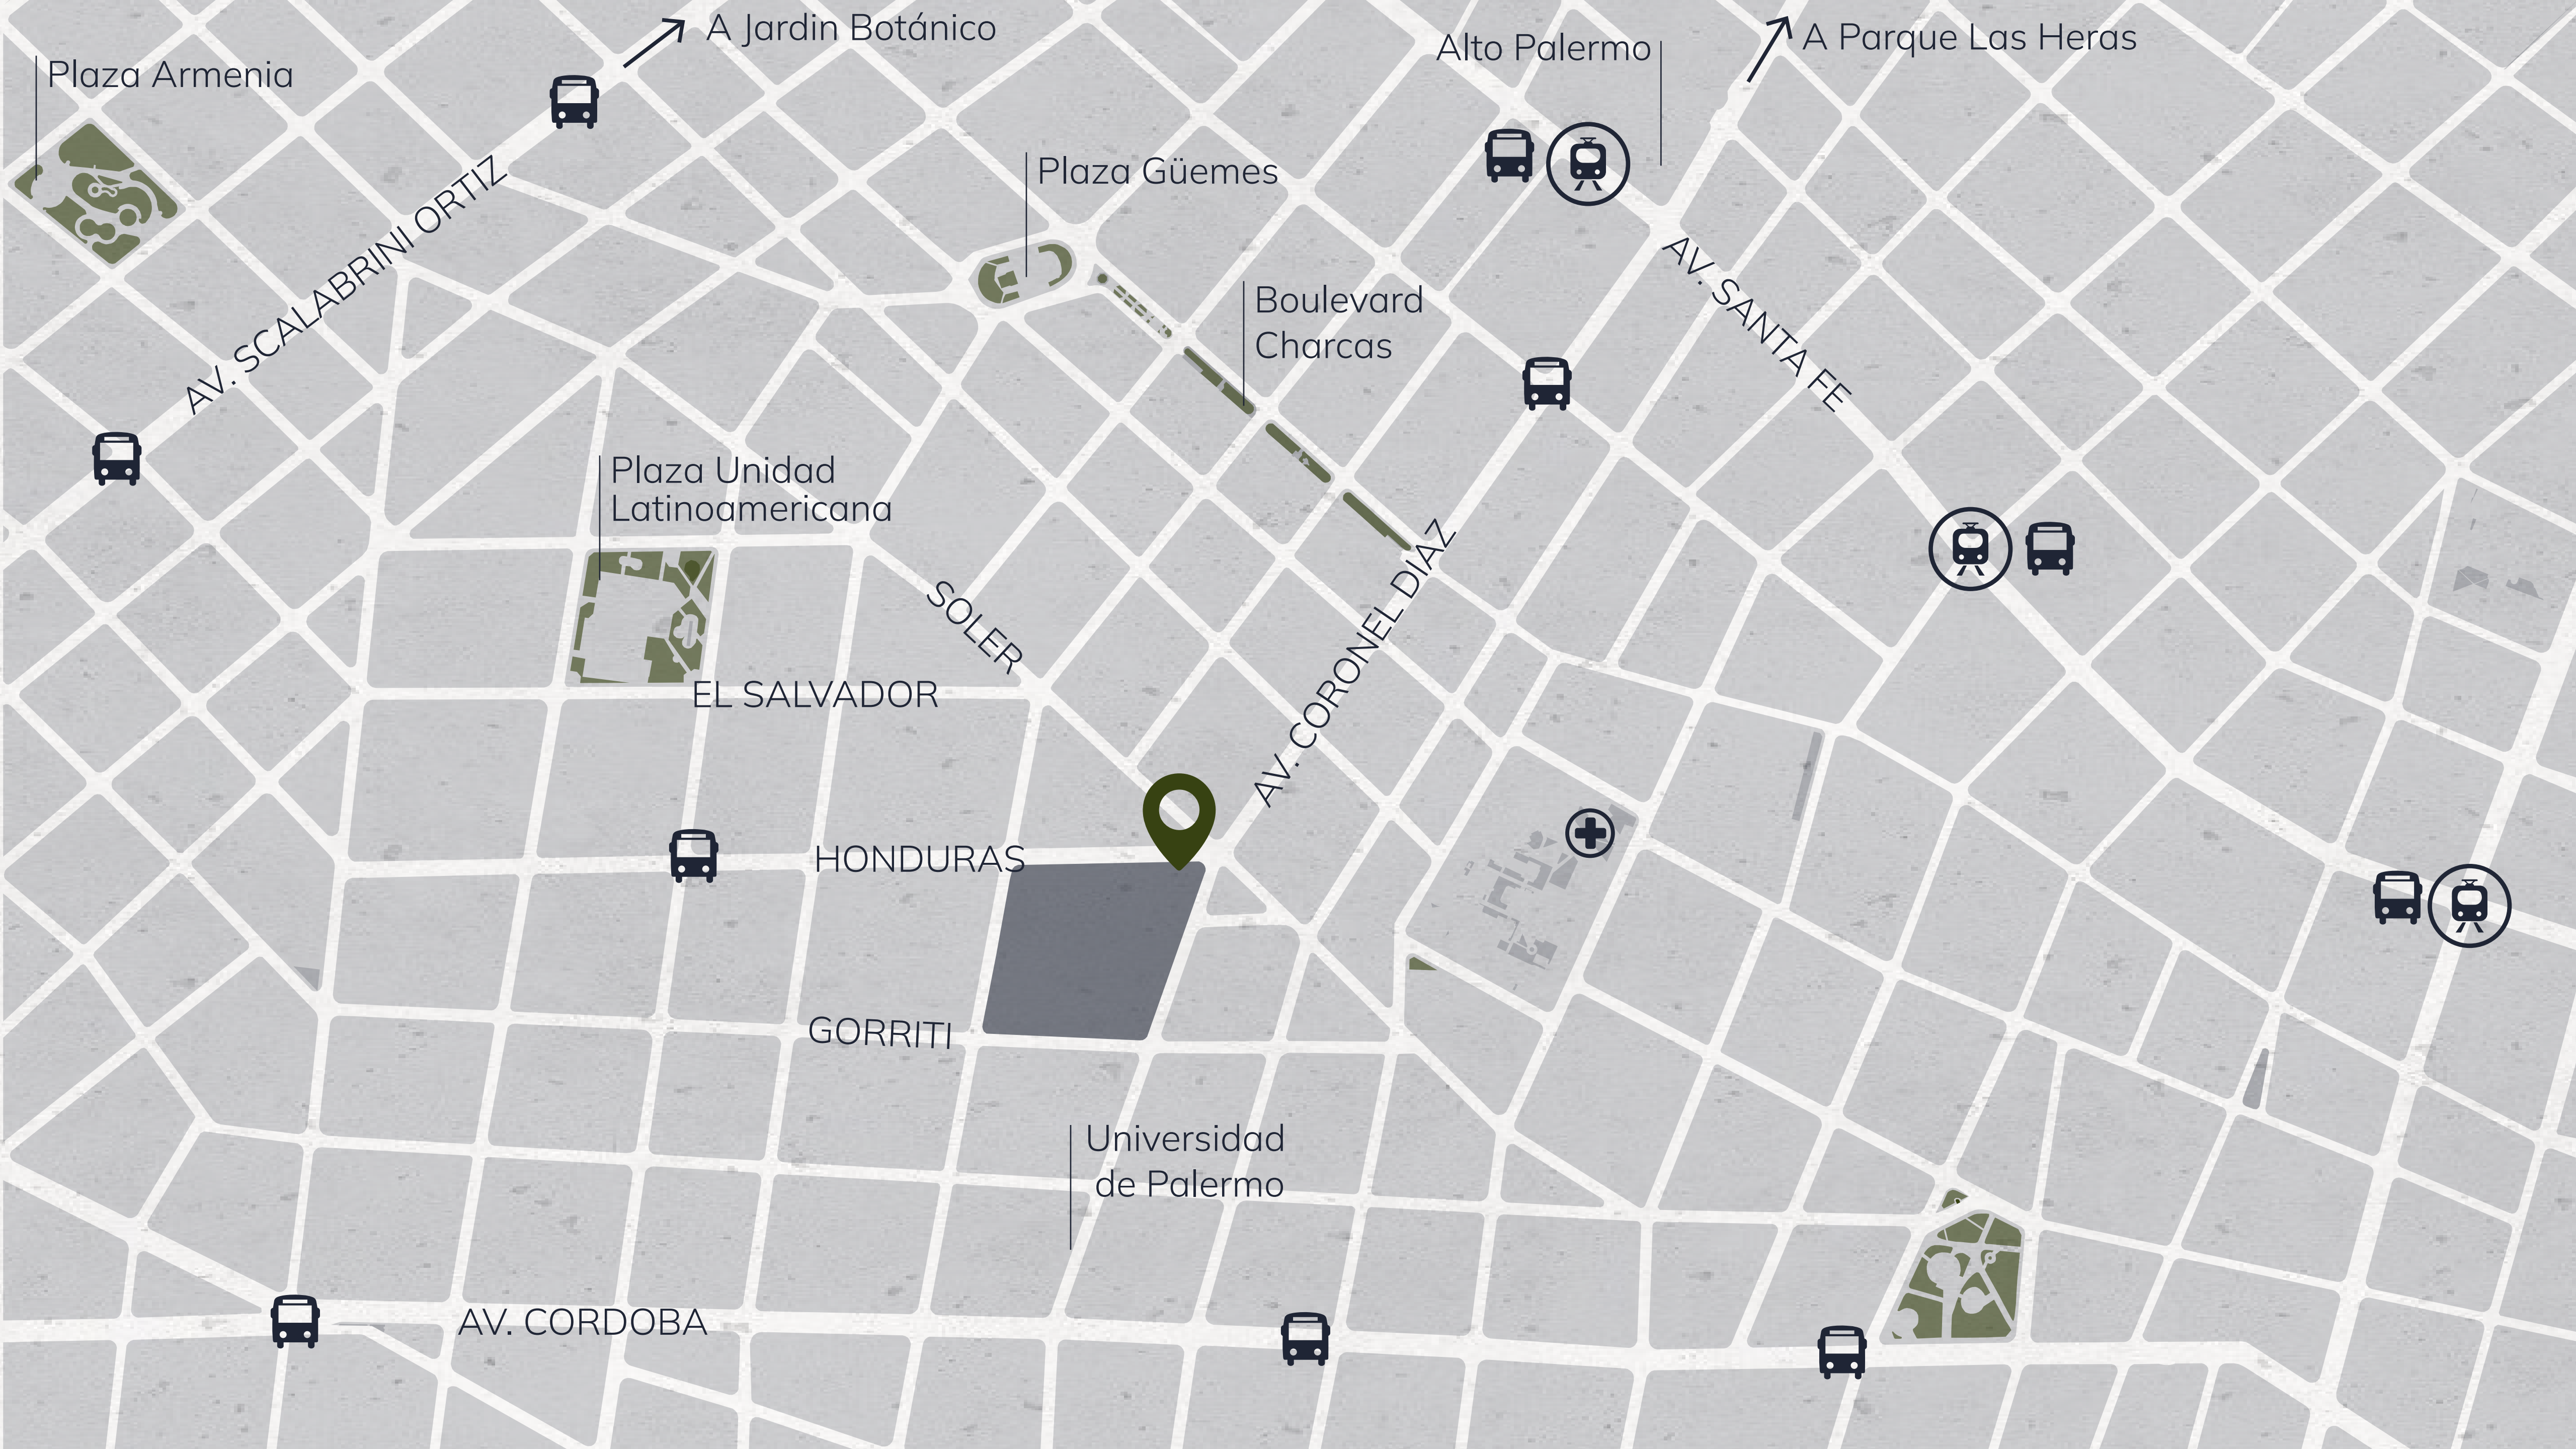 A Jardin Botánico
A Parque Las Heras
Alto Palermo
Plaza Armenia
Plaza Güemes
AV. SCALABRINI ORTIZ
AV. SANTA FE
Boulevard
Charcas
Plaza Unidad
Latinoamericana
SOLER
AV. CORONEL DIAZ
EL SALVADOR
HONDURAS
GORRITI
Universidad
de Palermo
AV. CORDOBA